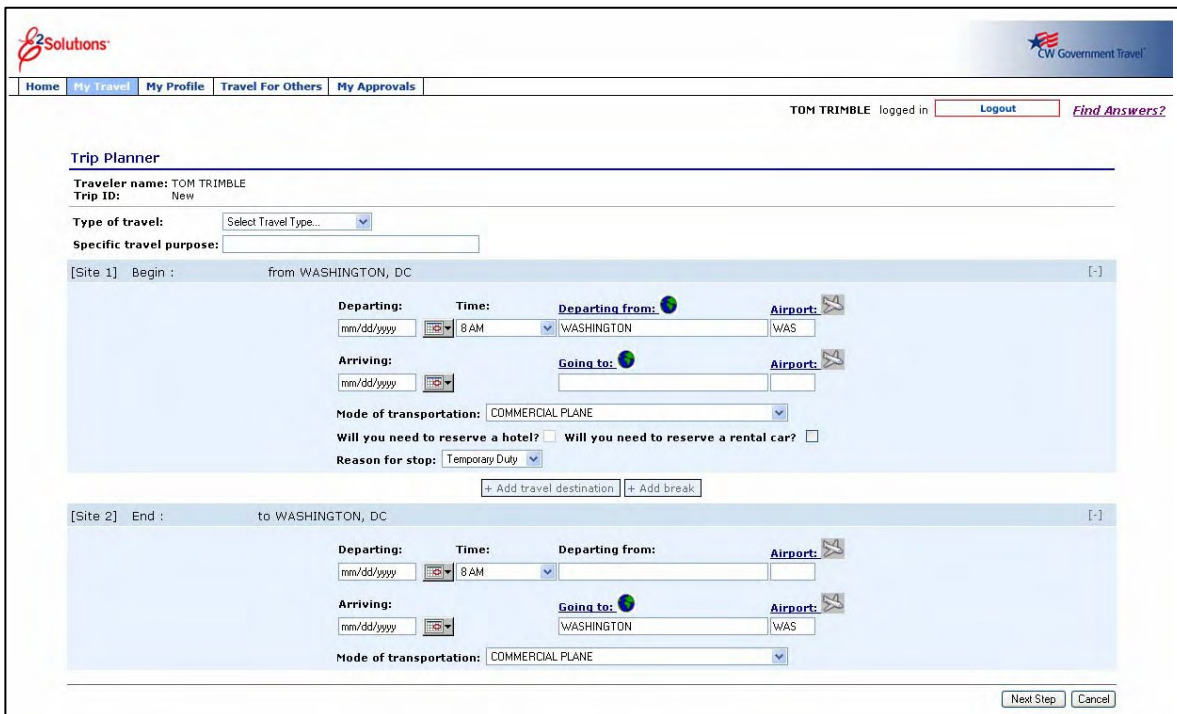 e2Solutions
CW Government Travel
Home My Travel My Profile Travel For Others My Approvals
TOM TRIMBLE logged in Logout Find Answers?
Trip Planner
Traveler name: TOM TRIMBLE
Trip ID: New
Type of travel: Select Travel Type...
Specific travel purpose:
[Site 1] Begin : from WASHINGTON, DC [-]
Departing: Time: Departing from: Airport:
mm/dd/yyyy 8 AM WASHINGTON WAS
Arriving: Going to: Airport:
mm/dd/yyyy
Mode of transportation: COMMERCIAL PLANE
Will you need to reserve a hotel? Will you need to reserve a rental car?
Reason for stop: Temporary Duty
+ Add travel destination + Add break
[Site 2] End : to WASHINGTON, DC [-]
Departing: Time: Departing from: Airport:
mm/dd/yyyy 8 AM
Arriving: Going to: Airport:
mm/dd/yyyy WASHINGTON WAS
Mode of transportation: COMMERCIAL PLANE
Next Step Cancel